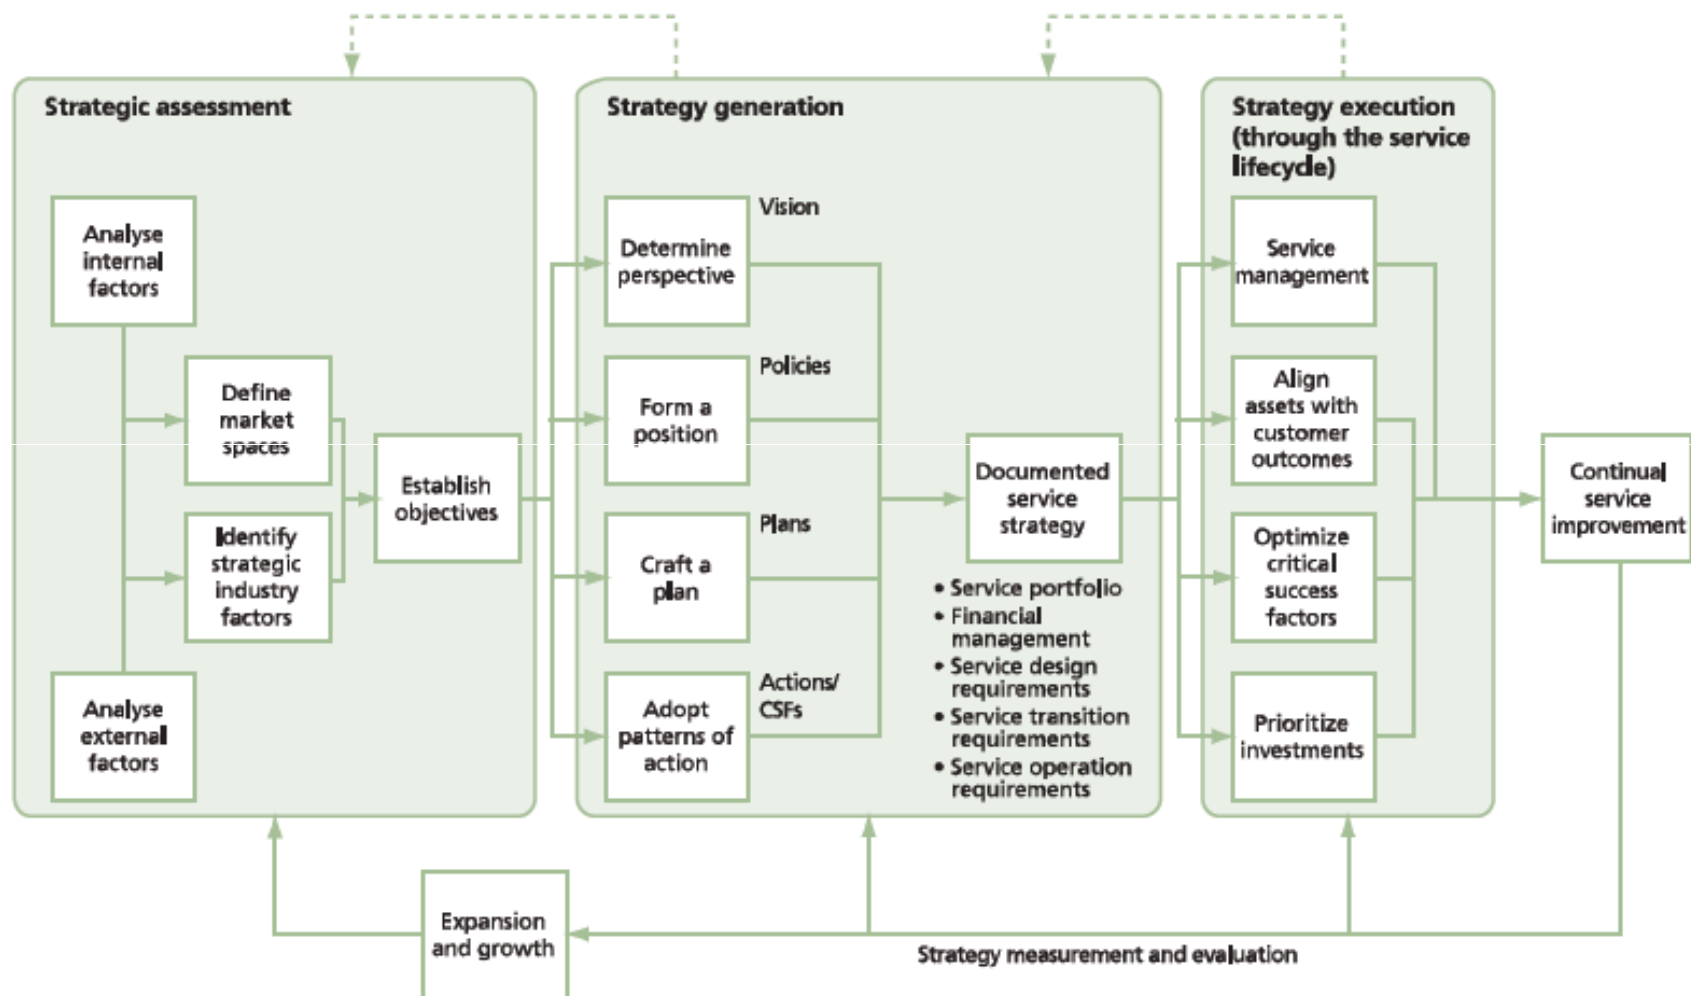 Strategic assessment
Analyse
internal
factors
Define
market
spaces
Identify
strategic
industry
factors
Analyse
external
factors
Establish
objectives
Strategy generation
Vision
Determine
perspective
Policies
Form a
position
Plans
Craft a
plan
Actions/
CSFs
Adopt
patterns of
action
Documented
service
strategy
• Service portfolio
• Financial
management
• Service design
requirements
• Service transition
requirements
• Service operation
requirements
Strategy execution
(through the service
lifecycle)
Service
management
Align
assets with
customer
outcomes
Optimize
critical
success
factors
Prioritize
investments
Continual
service
improvement
Expansion
and growth
Strategy measurement and evaluation